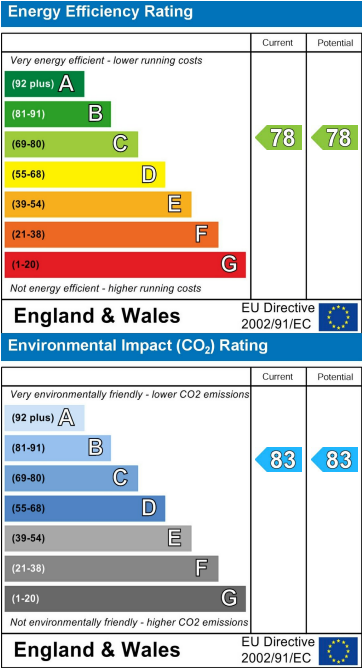 Energy Efficiency Rating
Current Potential
Very energy efficient - lower running costs
(92 plus) A
(81-91) B
(69-80) C
78 78
(55-68) D
(39-54) E
(21-38) F
(1-20) G
Not energy efficient - higher running costs
England & Wales
EU Directive
2002/91/EC
Environmental Impact (CO2) Rating
Current Potential
Very environmentally friendly - lower CO2 emissions
(92 plus) A
(81-91) B
83 83
(69-80) C
(55-68) D
(39-54) E
(21-38) F
(1-20) G
Not environmentally friendly - higher CO2 emissions
England & Wales
EU Directive
2002/91/EC